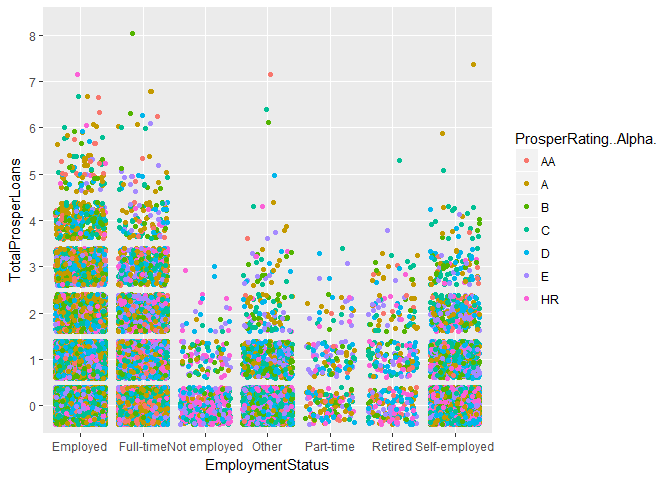 TotalProsperLoans
8
7
6
5
4
3
2
1
0
Employed Full-time Not employed Other Part-time Retired Self-employed
EmploymentStatus
ProsperRating..Alpha.
AA
A
B
C
D
E
HR